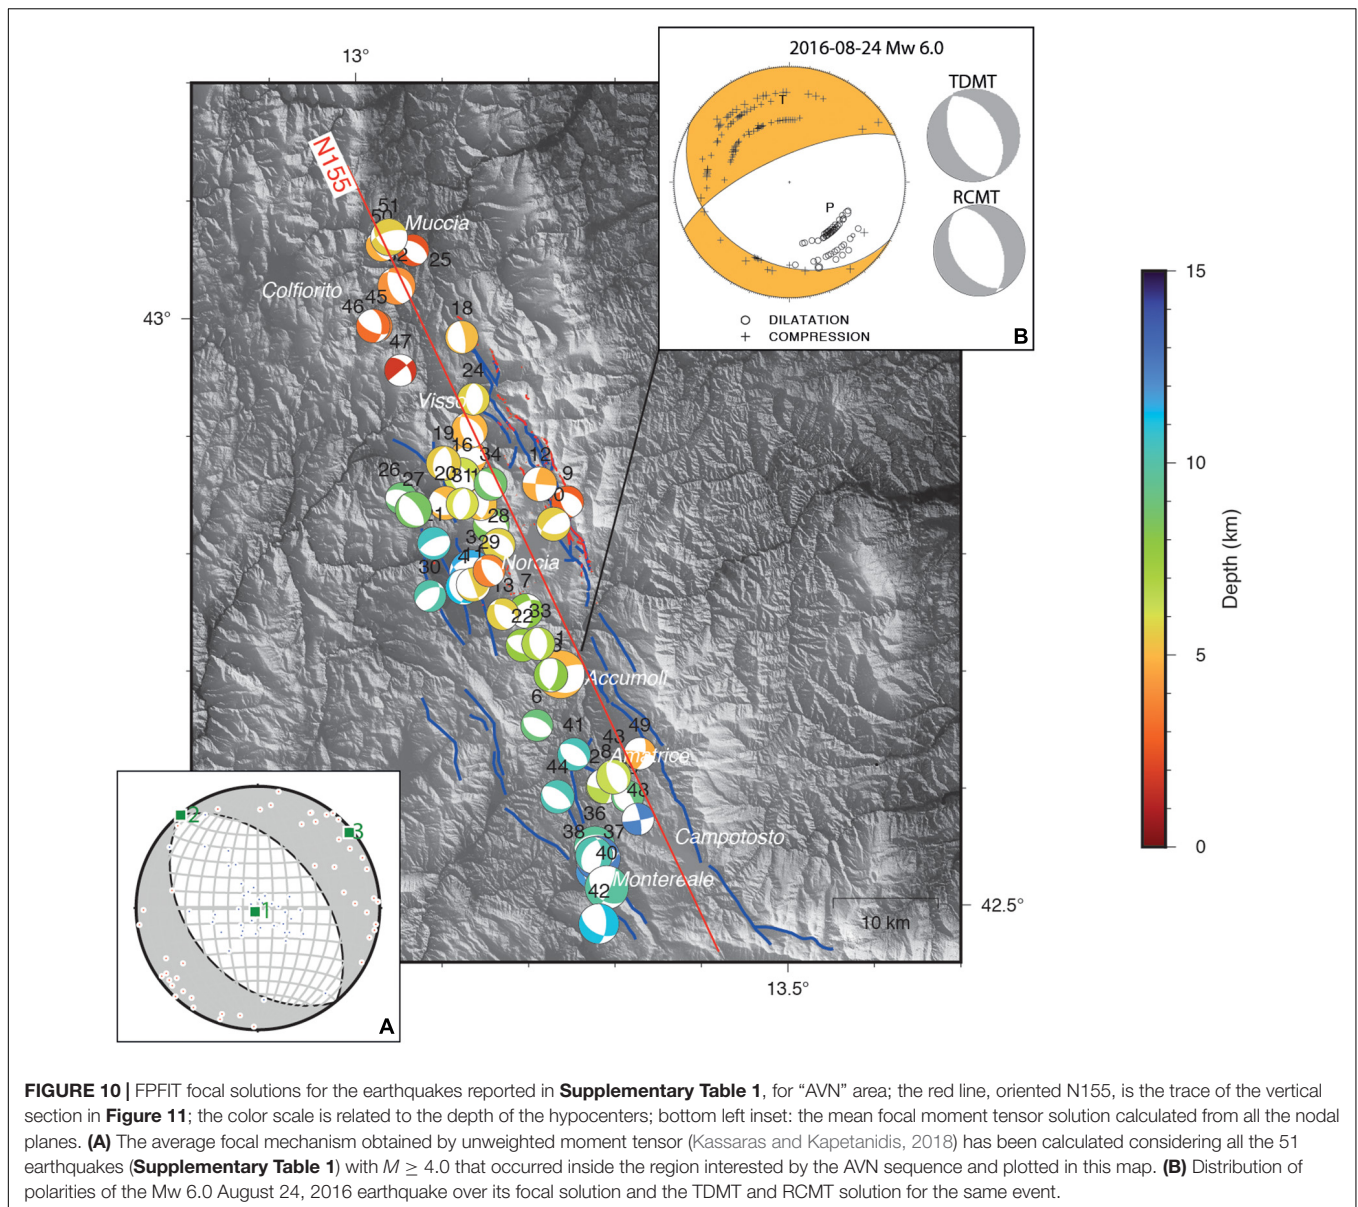 2016-08-24 Mw 6.0
TDMT
RCMT
T
P
DILATATION
COMPRESSION
B
13°
N155
51
50
Muccia
52
25
Colfiorito
45
46
43°
18
47
24
Visso
19
16
34
12
9
26
27
20
31
28
29
Norcia
30
13
7
22
33
1
Accumoli
6
41
49
43
Amatrice
44
48
36
38
37
Campotosto
40
Montereale
42
42.5°
10 km
13.5°
2
3
1
A
15
10
5
0
Depth (km)
FIGURE 10 | FPFIT focal solutions for the earthquakes reported in Supplementary Table 1, for “AVN” area; the red line, oriented N155, is the trace of the vertical
section in Figure 11; the color scale is related to the depth of the hypocenters; bottom left inset: the mean focal moment tensor solution calculated from all the nodal
planes. (A) The average focal mechanism obtained by unweighted moment tensor (Kassaras and Kapetanidis, 2018) has been calculated considering all the 51
earthquakes (Supplementary Table 1) with M ≥ 4.0 that occurred inside the region interested by the AVN sequence and plotted in this map. (B) Distribution of
polarities of the Mw 6.0 August 24, 2016 earthquake over its focal solution and the TDMT and RCMT solution for the same event.